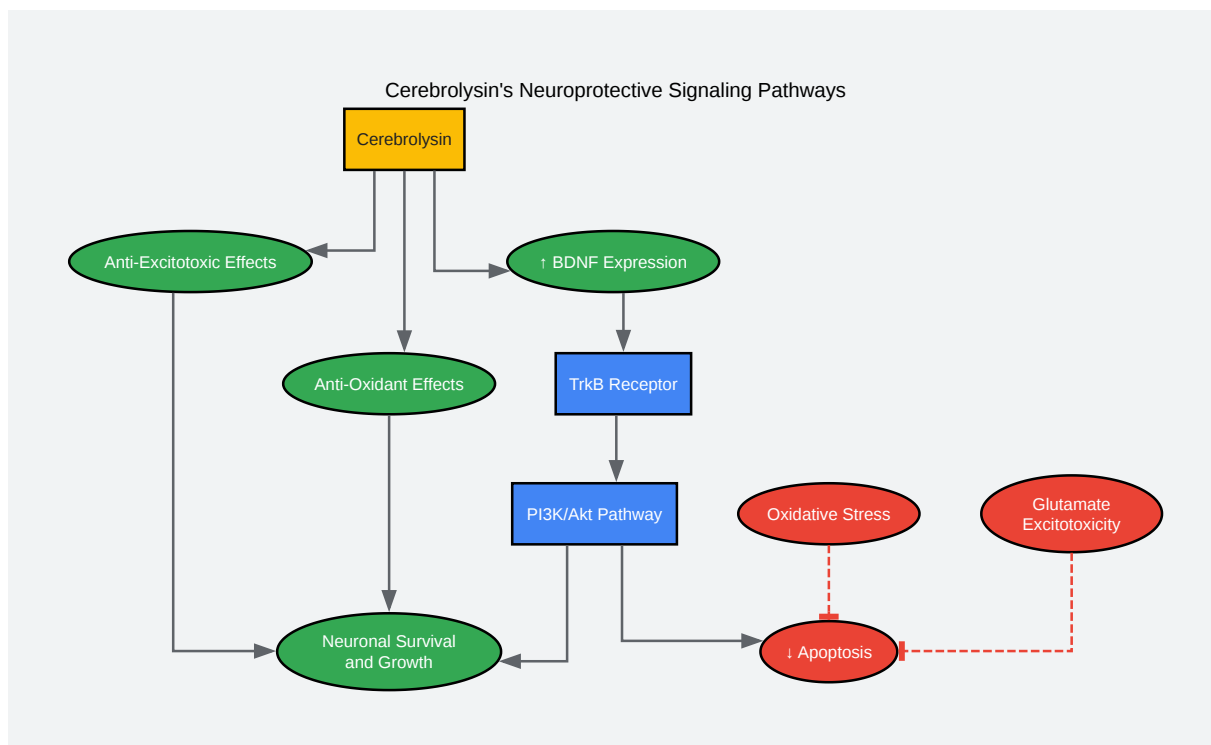 Cerebrolysin's Neuroprotective Signaling Pathways
Cerebrolysin
Anti-Excitotoxic Effects
↑ BDNF Expression
Anti-Oxidant Effects
TrkB Receptor
PI3K/Akt Pathway
Oxidative Stress
Glutamate
Excitotoxicity
Neuronal Survival
and Growth
↓ Apoptosis